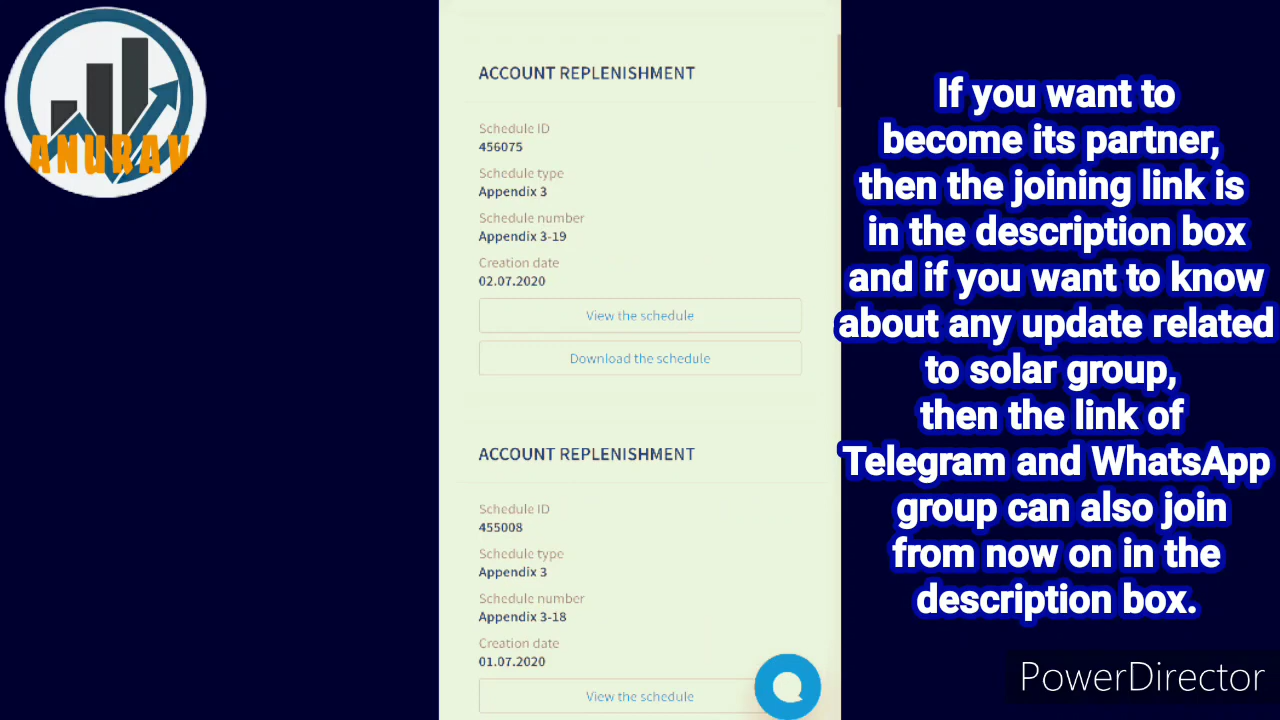 ANURAV
ACCOUNT REPLENISHMENT
Schedule ID
456075
Schedule type
Appendix 3
Schedule number
Appendix 3-19
Creation date
02.07.2020
View the schedule
Download the schedule
ACCOUNT REPLENISHMENT
Schedule ID
455008
Schedule type
Appendix 3
Schedule number
Appendix 3-18
Creation date
01.07.2020
View the schedule
If you want to
become its partner,
then the joining link is
in the description box
and if you want to know
about any update related
to solar group,
then the link of
Telegram and WhatsApp
group can also join
from now on in the
description box.
PowerDirector